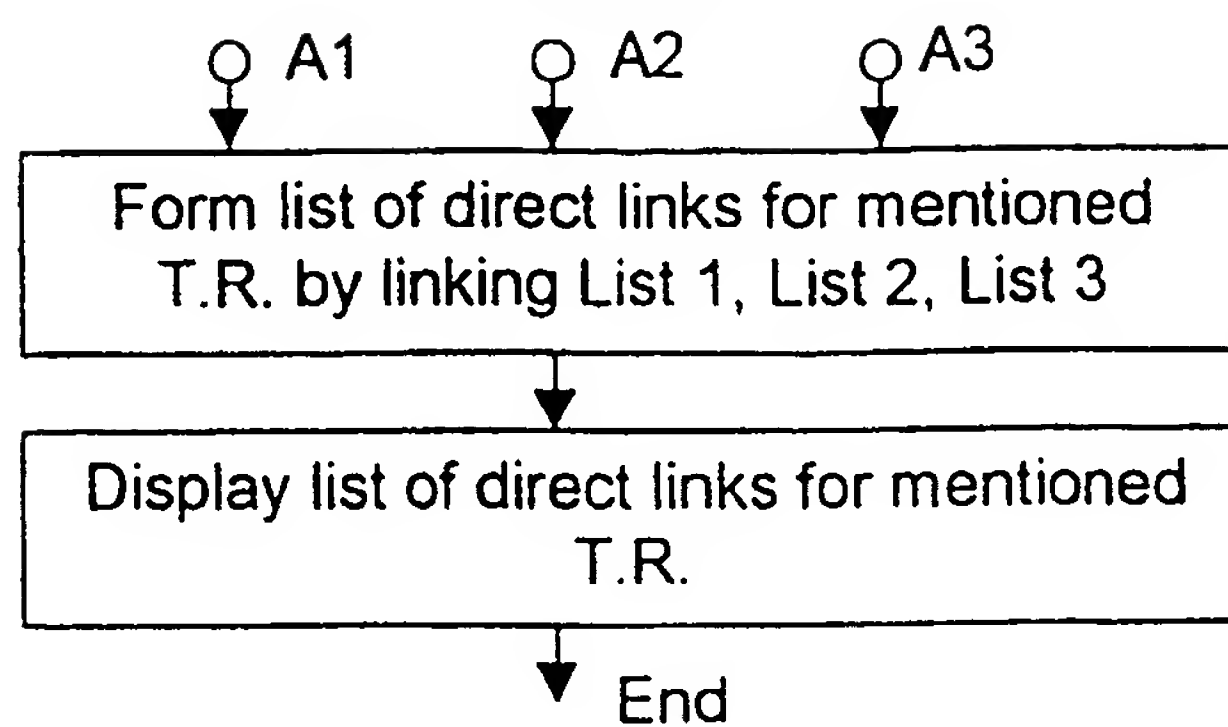 A1 A2 A3
Form list of direct links for mentioned
T.R. by linking List 1, List 2, List 3
Display list of direct links for mentioned
T.R.
End